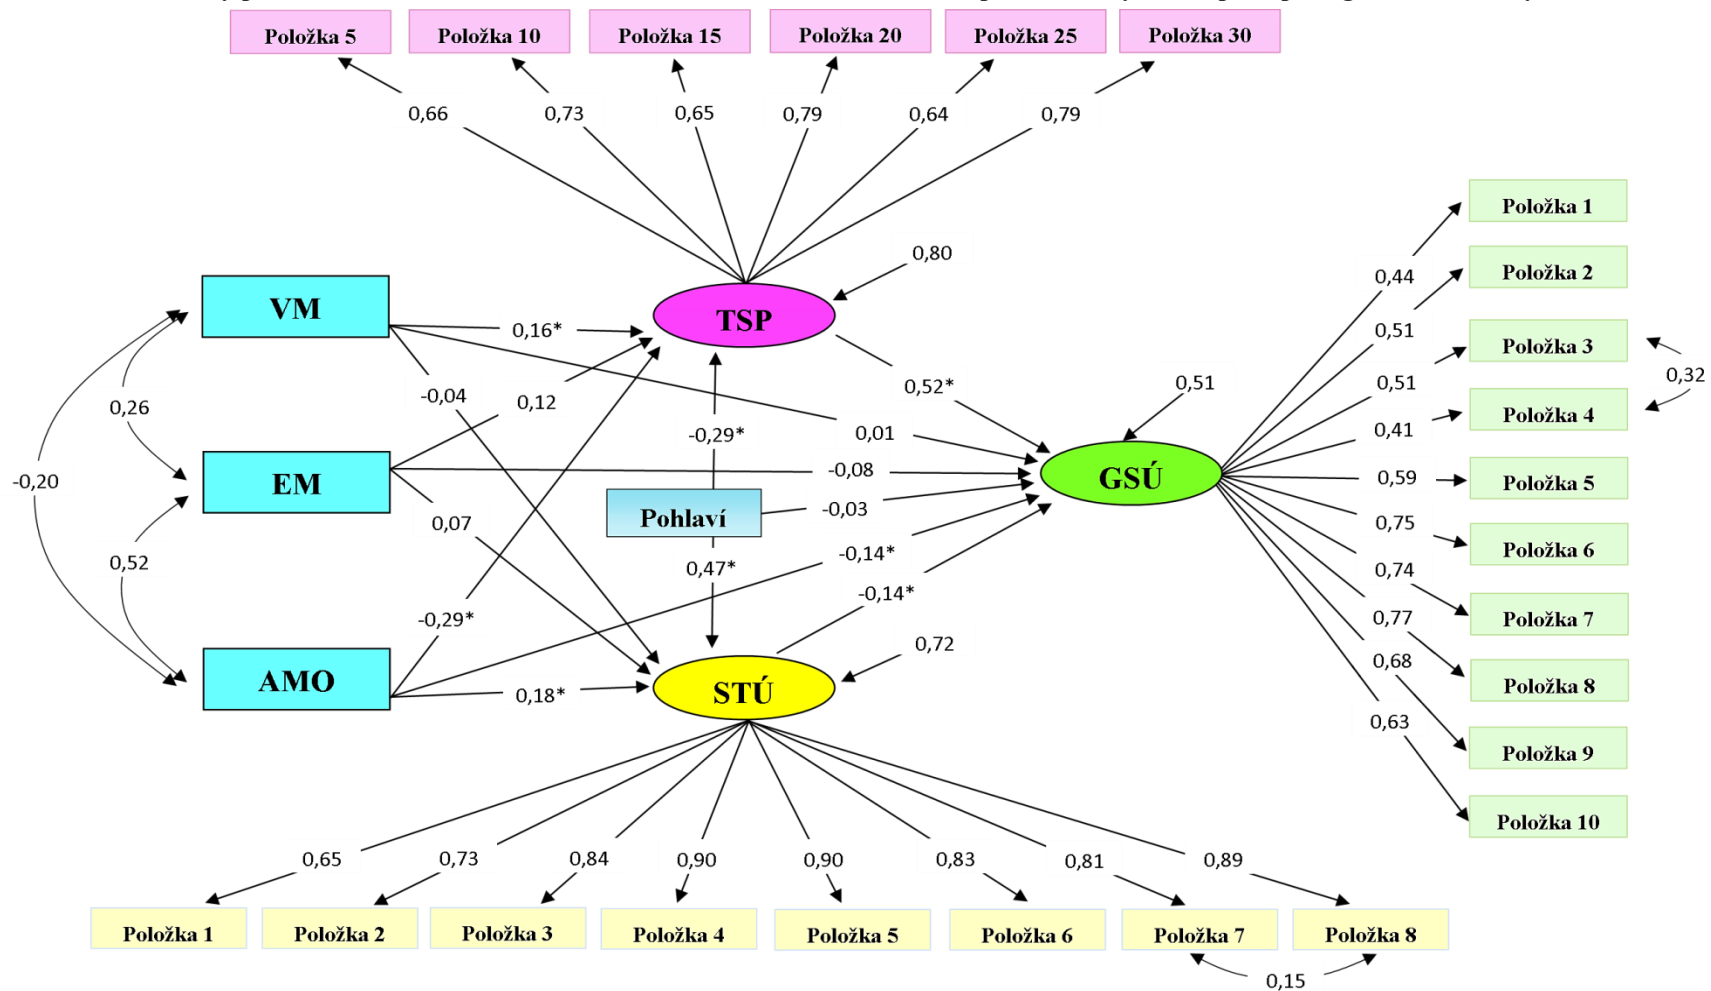 Položka 5 Položka 10 Položka 15 Položka 20 Položka 25 Položka 30
0,66 0,73 0,65 0,79 0,64 0,79
Položka 1
0,80
0,44 Položka 2
VM
0,16* TSP
0,51
Položka 3
0,32
0,26
-0,04
0,12
0,52*
0,51
0,51
Položka 4
0,41
-0,29*
0,01
-0,20
EM
-0,08
GSÚ
0,59 Položka 5
0,07
Pohlaví
-0,03
0,75
Položka 6
0,52
0,47*
-0,14*
0,74
-0,14*
-0,29*
0,77 Položka 7
0,72
0,68
AMO
0,18*
STÚ
Položka 8
0,63
Položka 9
Položka 10
0,65 0,73 0,84 0,90 0,90 0,83 0,81 0,89
Položka 1 Položka 2 Položka 3 Položka 4 Položka 5 Položka 6 Položka 7 Položka 8
0,15